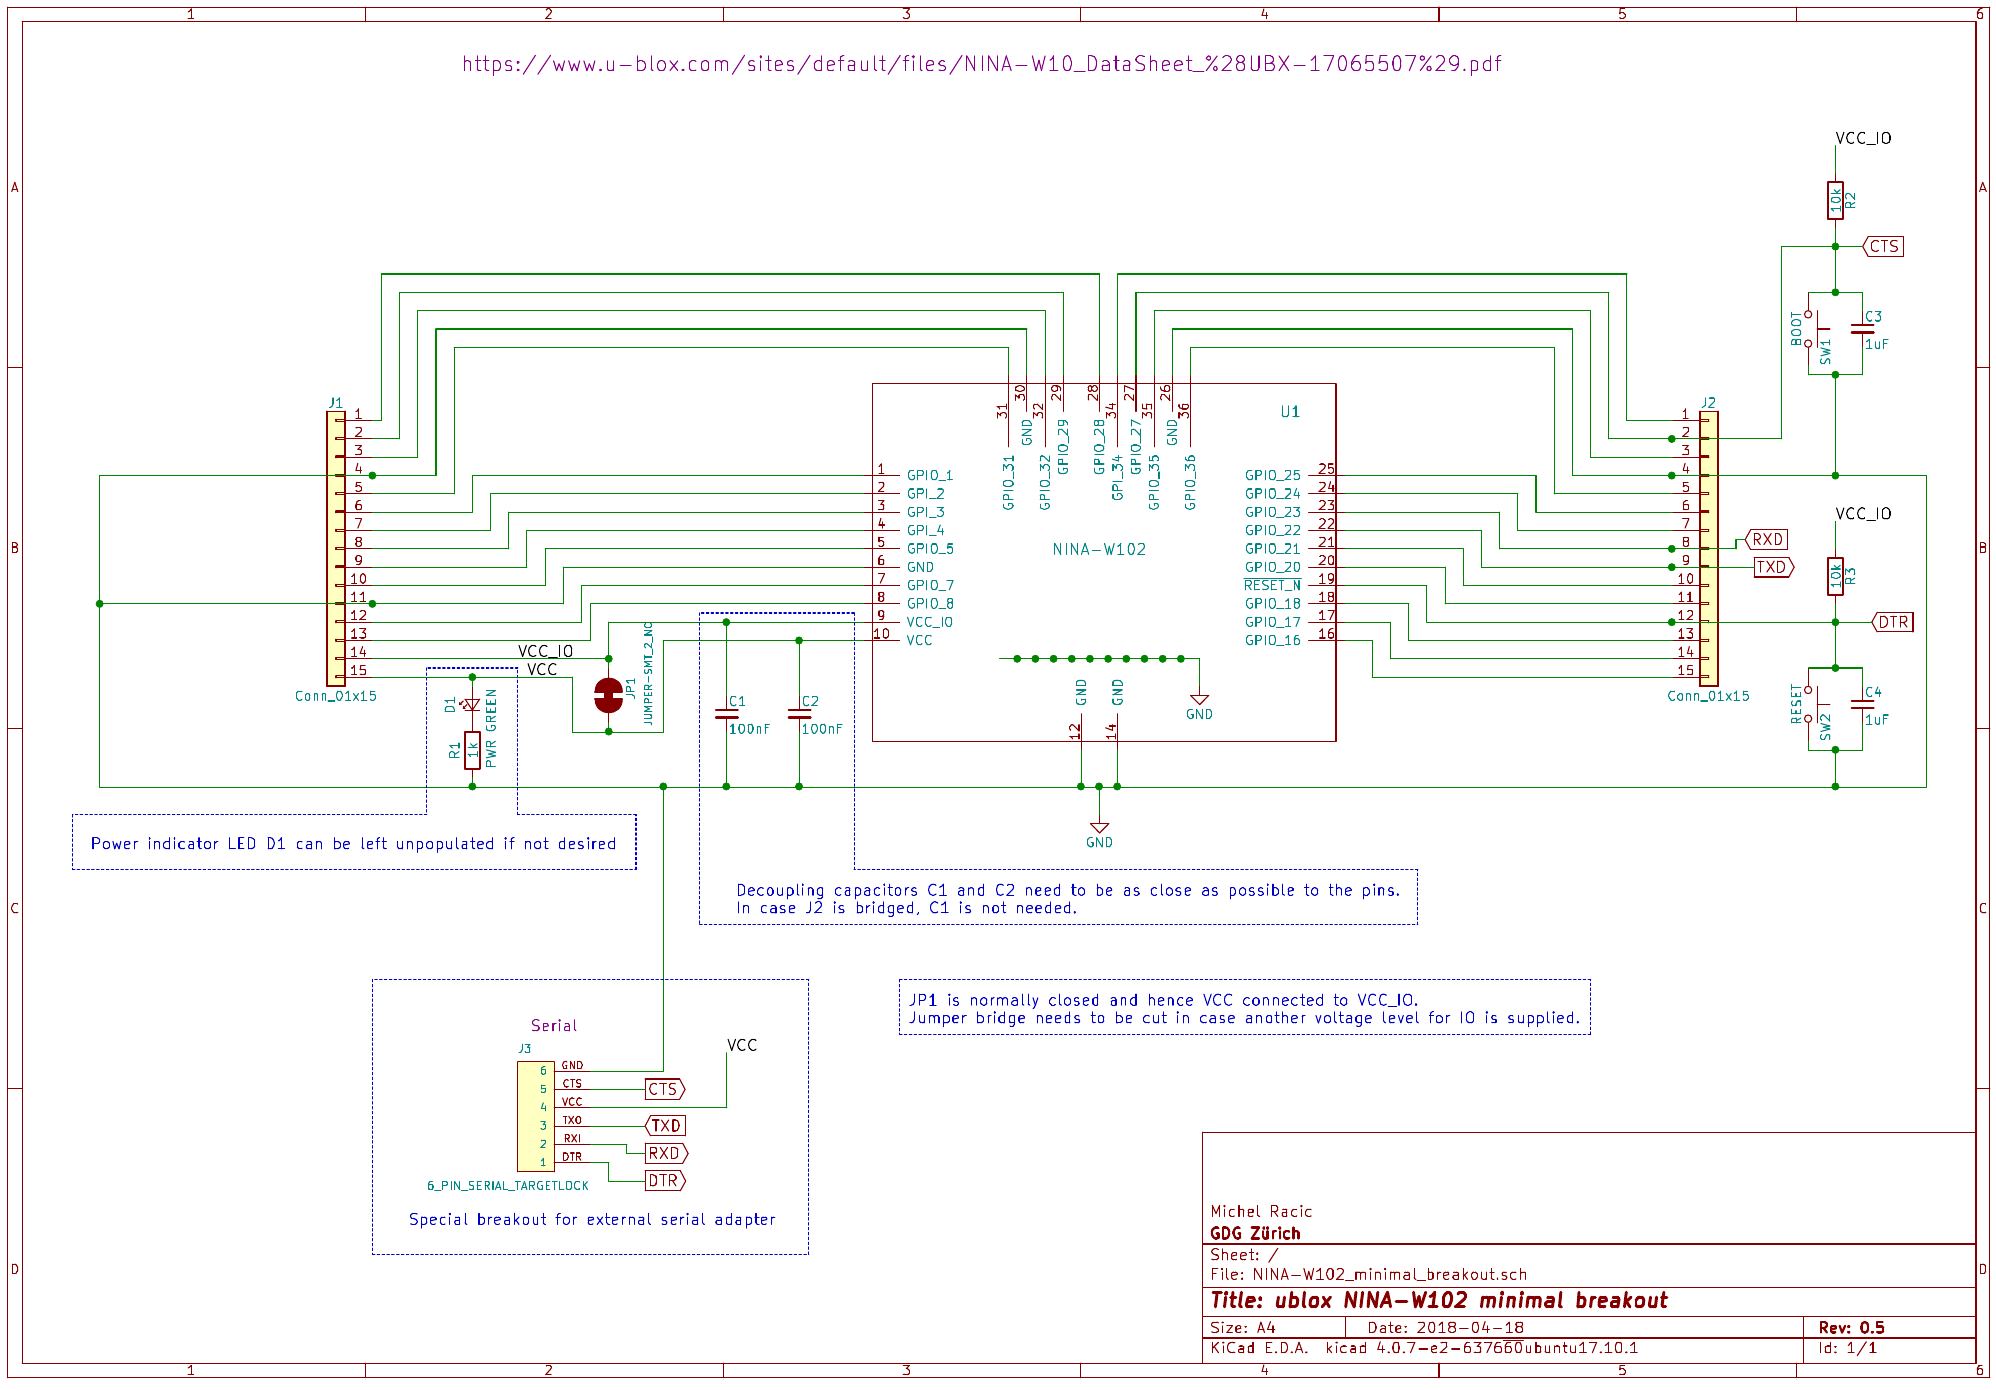 1 2 3 4 5 6
https://www.u-blox.com/sites/default/files/NINA-W10_DataSheet_%28UBX-17065507%29.pdf
A
A
B
B
C
C
D
D
VCC_IO
10k
R2
CTS
BOOT
SW1
C3
1uF
J1
1
2
3
4
5
6
7
8
9
10
11
12
13
14
15
Conn_01x15
VCC_IO
VCC
D1
PWR GREEN
R1
1k
JP1
JUMPER-SMT_2_NC
C1
100nF
C2
100nF
U1
NINA-W102
31
30
32
29
28
34
27
35
26
36
GPIO_31
GND
GPIO_32
GPIO_29
GPIO_28
GPI_34
GPIO_27
GPIO_35
GND
GPIO_36
1 GPIO_1
2 GPI_2
3 GPI_3
4 GPI_4
5 GPIO_5
6 GND
7 GPIO_7
8 GPIO_8
9 VCC_IO
10 VCC
GPIO_25 25
GPIO_24 24
GPIO_23 23
GPIO_22 22
GPIO_21 21
GPIO_20 20
RESET_N 19
GPIO_18 18
GPIO_17 17
GPIO_16 16
GND
GND
12
14
GND
GND
J2
1
2
3
4
5
6
7
8
9
10
11
12
13
14
15
Conn_01x15
RXD
TXD
VCC_IO
10k
R3
DTR
RESET
SW2
C4
1uF
Power indicator LED D1 can be left unpopulated if not desired
Decoupling capacitors C1 and C2 need to be as close as possible to the pins.
In case J2 is bridged, C1 is not needed.
JP1 is normally closed and hence VCC connected to VCC_IO.
Jumper bridge needs to be cut in case another voltage level for IO is supplied.
Serial
J3
VCC
6 GND
5 CTS
4 VCC
3 TXO
2 RXI
1 DTR
CTS
TXD
RXD
DTR
6_PIN_SERIAL_TARGETLOCK
Special breakout for external serial adapter
Michel Racic
GDG Zürich
Sheet: /
File: NINA-W102_minimal_breakout.sch
Title: ublox NINA-W102 minimal breakout
Size: A4 Date: 2018-04-18 Rev: 0.5
KiCad E.D.A. kicad 4.0.7-e2-637660ubuntu17.10.1 Id: 1/1
1 2 3 4 5 6